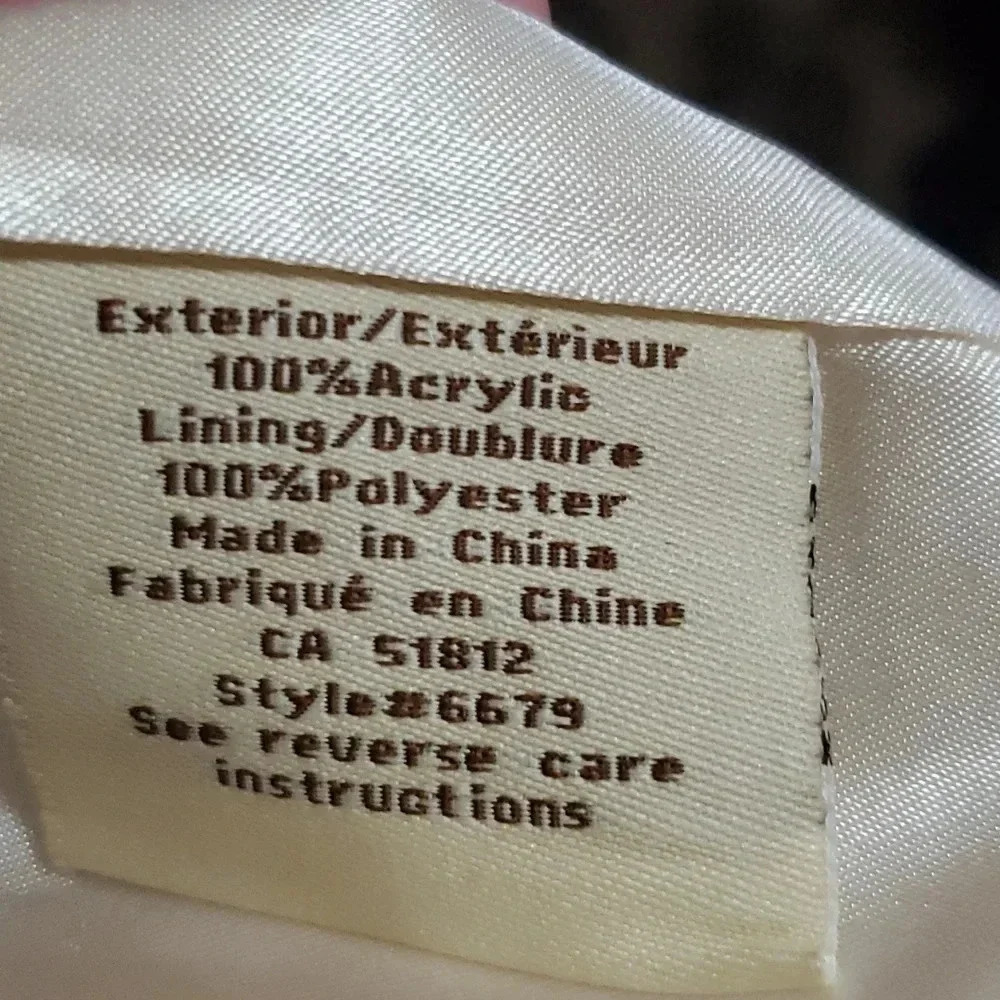 Exterior/Extérieur
100%Acrylic
Lining/Doublure
100%Polyester
Made in China
Fabriqué en Chine
CA 51812
Style#6679
See reverse care
instructions